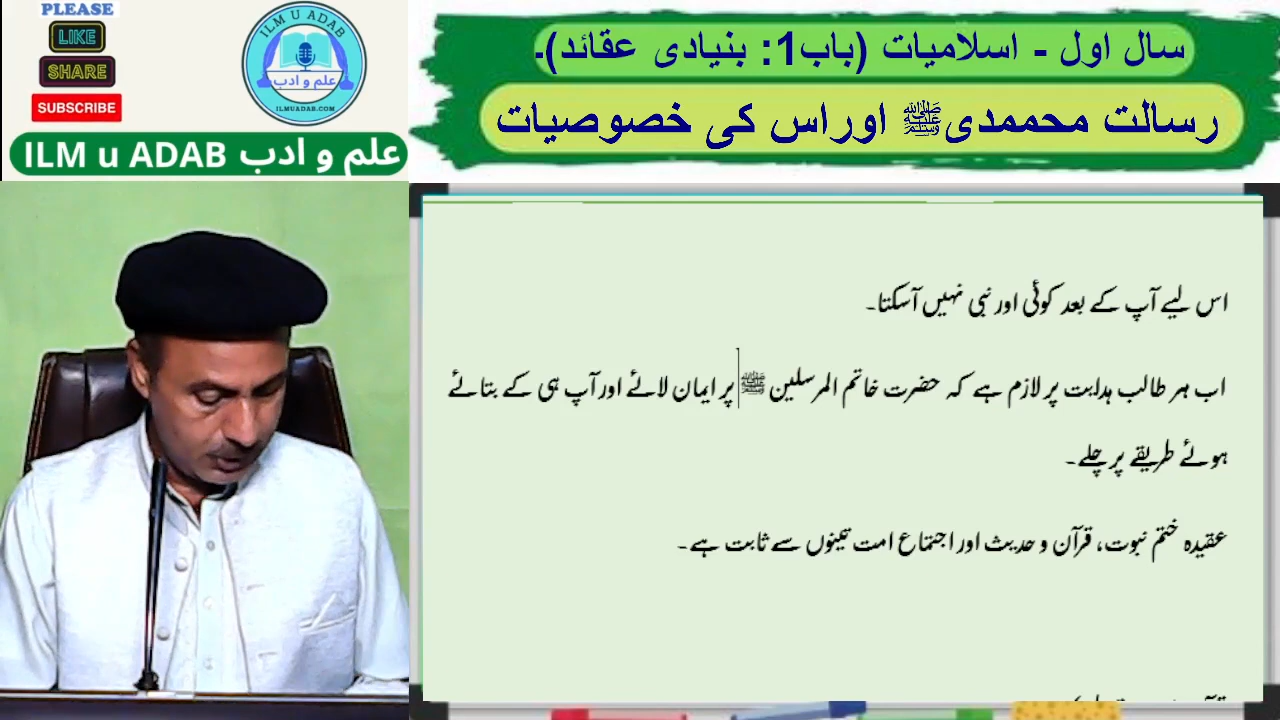 PLEASE
LIKE
SHARE
SUBSCRIBE
ILM U ADAB
علم و ادب
ILMUADAB.COM
ILM u ADAB علم و ادب
سال اول - اسلامیات (باب1: بنیادی عقائد)۔
رسالت محممدیﷺ اوراس کی خصوصیات
اس لیے آپ کے بعد کوئی اور نبی نہیں آسکتا۔
اب ہر طالب ہدایت پر لازم ہے کہ حضرت خاتم المرسلین ﷺ پر ایمان لائے اور آپ ہی کے بتائے
ہوئے طریقے پر چلے۔
عقیدہ ختم نبوت، قرآن و حدیث اور اجتماع امت تینوں سے ثابت ہے۔